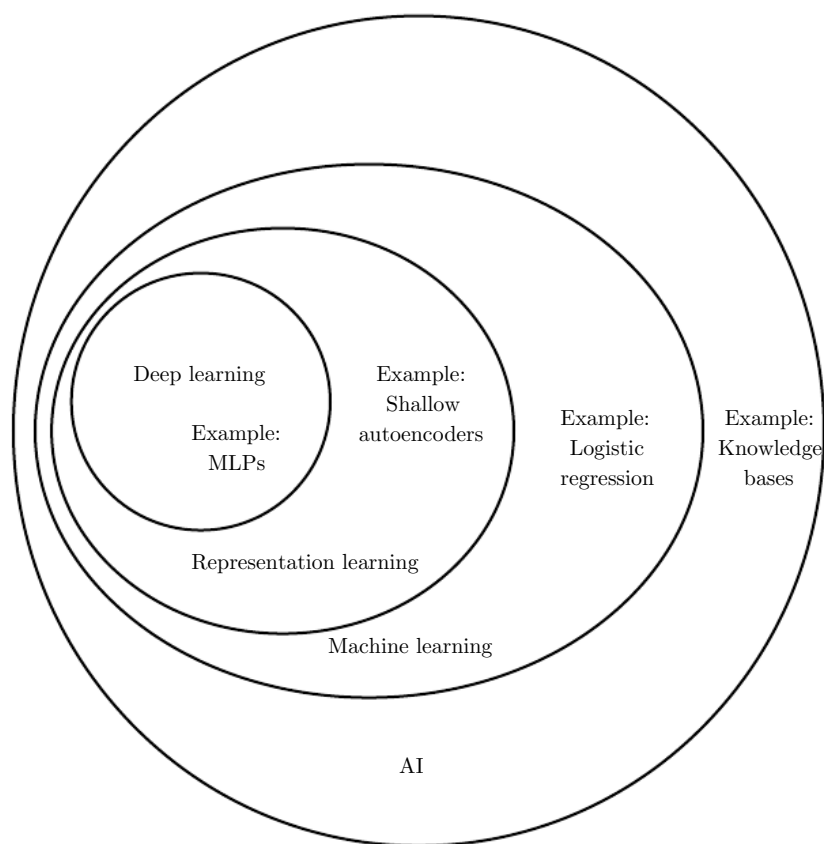 Deep learning
Example:
MLPs
Example:
Shallow
autoencoders
Example:
Logistic
regression
Example:
Knowledge
bases
Representation learning
Machine learning
AI